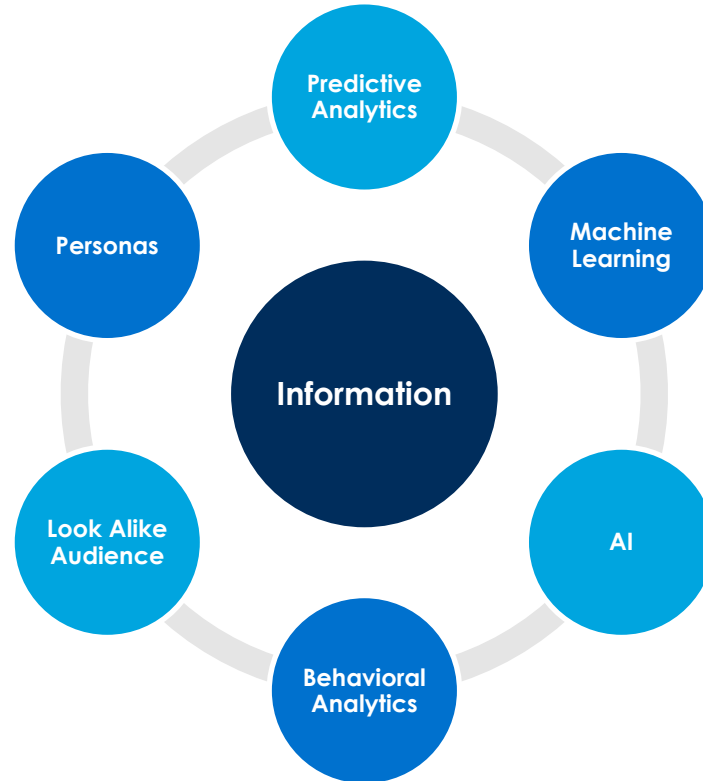 Predictive
Analytics
Machine
Learning
Personas
Information
Look Alike
Audience
AI
Behavioral
Analytics